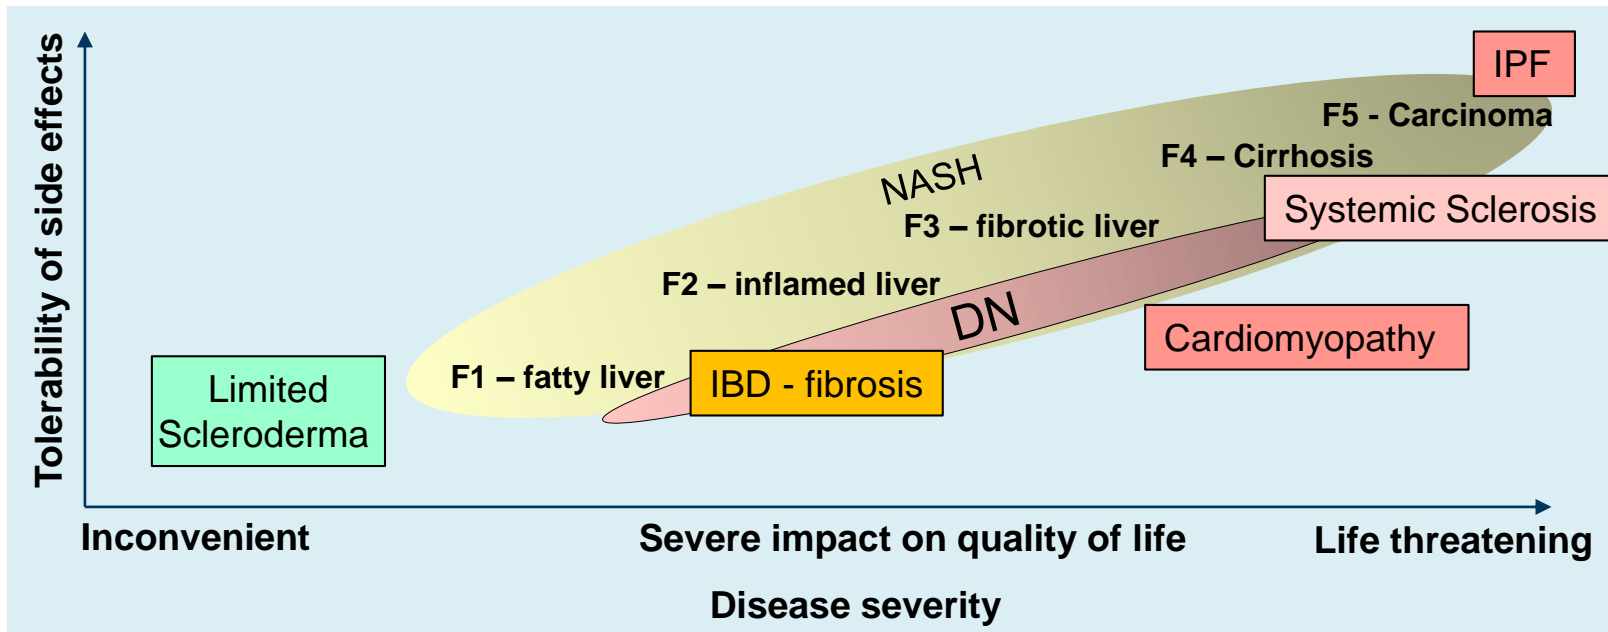 Tolerability of side effects
IPF
F5 - Carcinoma
F4 – Cirrhosis
NASH
Systemic Sclerosis
F3 – fibrotic liver
F2 – inflamed liver
DN
Cardiomyopathy
F1 – fatty liver
IBD - fibrosis
Limited
Scleroderma
Inconvenient
Severe impact on quality of life
Life threatening
Disease severity